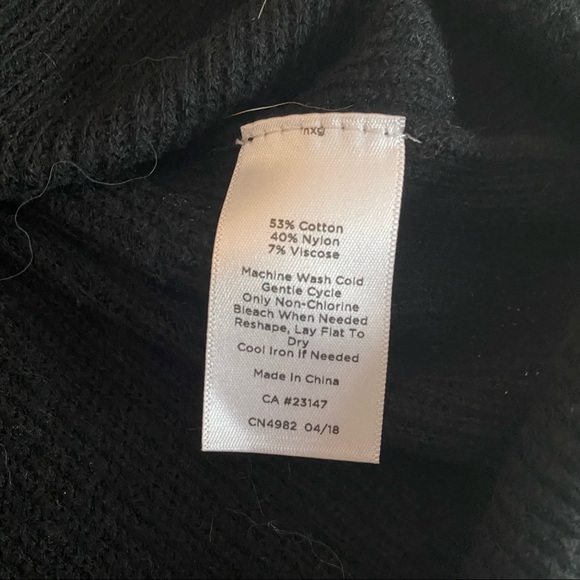 53% Cotton
40% Nylon
7% Viscose
Machine Wash Cold
Gentle Cycle
Only Non-Chlorine
Bleach When Needed
Reshape, Lay Flat To
Dry
Cool Iron If Needed
Made In China
CA #23147
CN4982 04/18